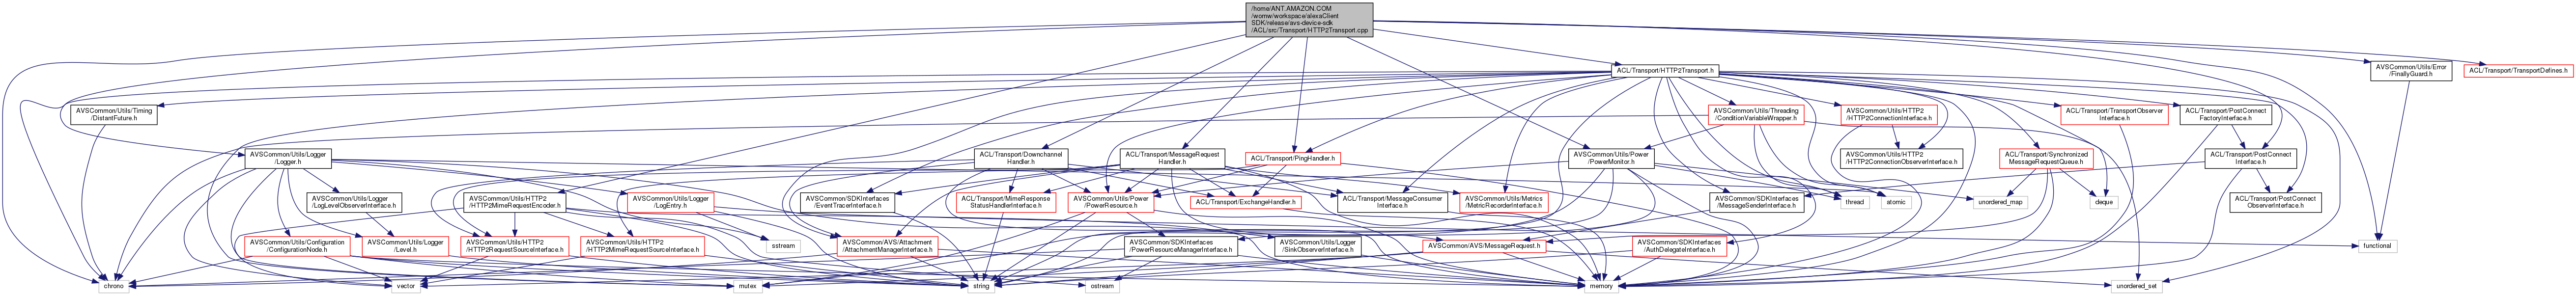 /home/ANT.AMAZON.COM
/womw/workspace/alexaClient
SDK/release/avs-device-sdk
/ACL/src/Transport/HTTP2Transport.cpp
ACL/Transport/HTTP2Transport.h
AVSCommon/Utils/Error
/FinallyGuard.h
ACL/Transport/TransportDefines.h
AVSCommon/Utils/Timing
/DistantFuture.h
AVSCommon/Utils/Threading
/ConditionVariableWrapper.h
AVSCommon/Utils/HTTP2
/HTTP2ConnectionInterface.h
ACL/Transport/TransportObserver
Interface.h
ACL/Transport/PostConnect
FactoryInterface.h
AVSCommon/Utils/Logger
/Logger.h
ACL/Transport/Downchannel
Handler.h
ACL/Transport/MessageRequest
Handler.h
ACL/Transport/PingHandler.h
AVSCommon/Utils/Power
/PowerMonitor.h
AVSCommon/Utils/HTTP2
/HTTP2ConnectionObserverInterface.h
ACL/Transport/Synchronized
MessageRequestQueue.h
ACL/Transport/PostConnect
Interface.h
AVSCommon/Utils/Logger
/LogLevelObserverInterface.h
AVSCommon/Utils/HTTP2
/HTTP2MimeRequestEncoder.h
AVSCommon/Utils/Logger
/LogEntry.h
AVSCommon/SDKInterfaces
/EventTracerInterface.h
ACL/Transport/MimeResponse
StatusHandlerInterface.h
AVSCommon/Utils/Power
/PowerResource.h
ACL/Transport/ExchangeHandler.h
ACL/Transport/MessageConsumer
Interface.h
AVSCommon/Utils/Metrics
/MetricRecorderInterface.h
AVSCommon/SDKInterfaces
/MessageSenderInterface.h
thread
atomic
unordered_map
deque
ACL/Transport/PostConnect
ObserverInterface.h
AVSCommon/Utils/Configuration
/ConfigurationNode.h
AVSCommon/Utils/Logger
/Level.h
AVSCommon/Utils/HTTP2
/HTTP2RequestSourceInterface.h
AVSCommon/Utils/HTTP2
/HTTP2MimeRequestSourceInterface.h
sstream
AVSCommon/AVS/Attachment
/AttachmentManagerInterface.h
AVSCommon/SDKInterfaces
/PowerResourceManagerInterface.h
AVSCommon/Utils/Logger
/SinkObserverInterface.h
AVSCommon/AVS/MessageRequest.h
AVSCommon/SDKInterfaces
/AuthDelegateInterface.h
functional
chrono
vector
mutex
string
ostream
memory
unordered_set